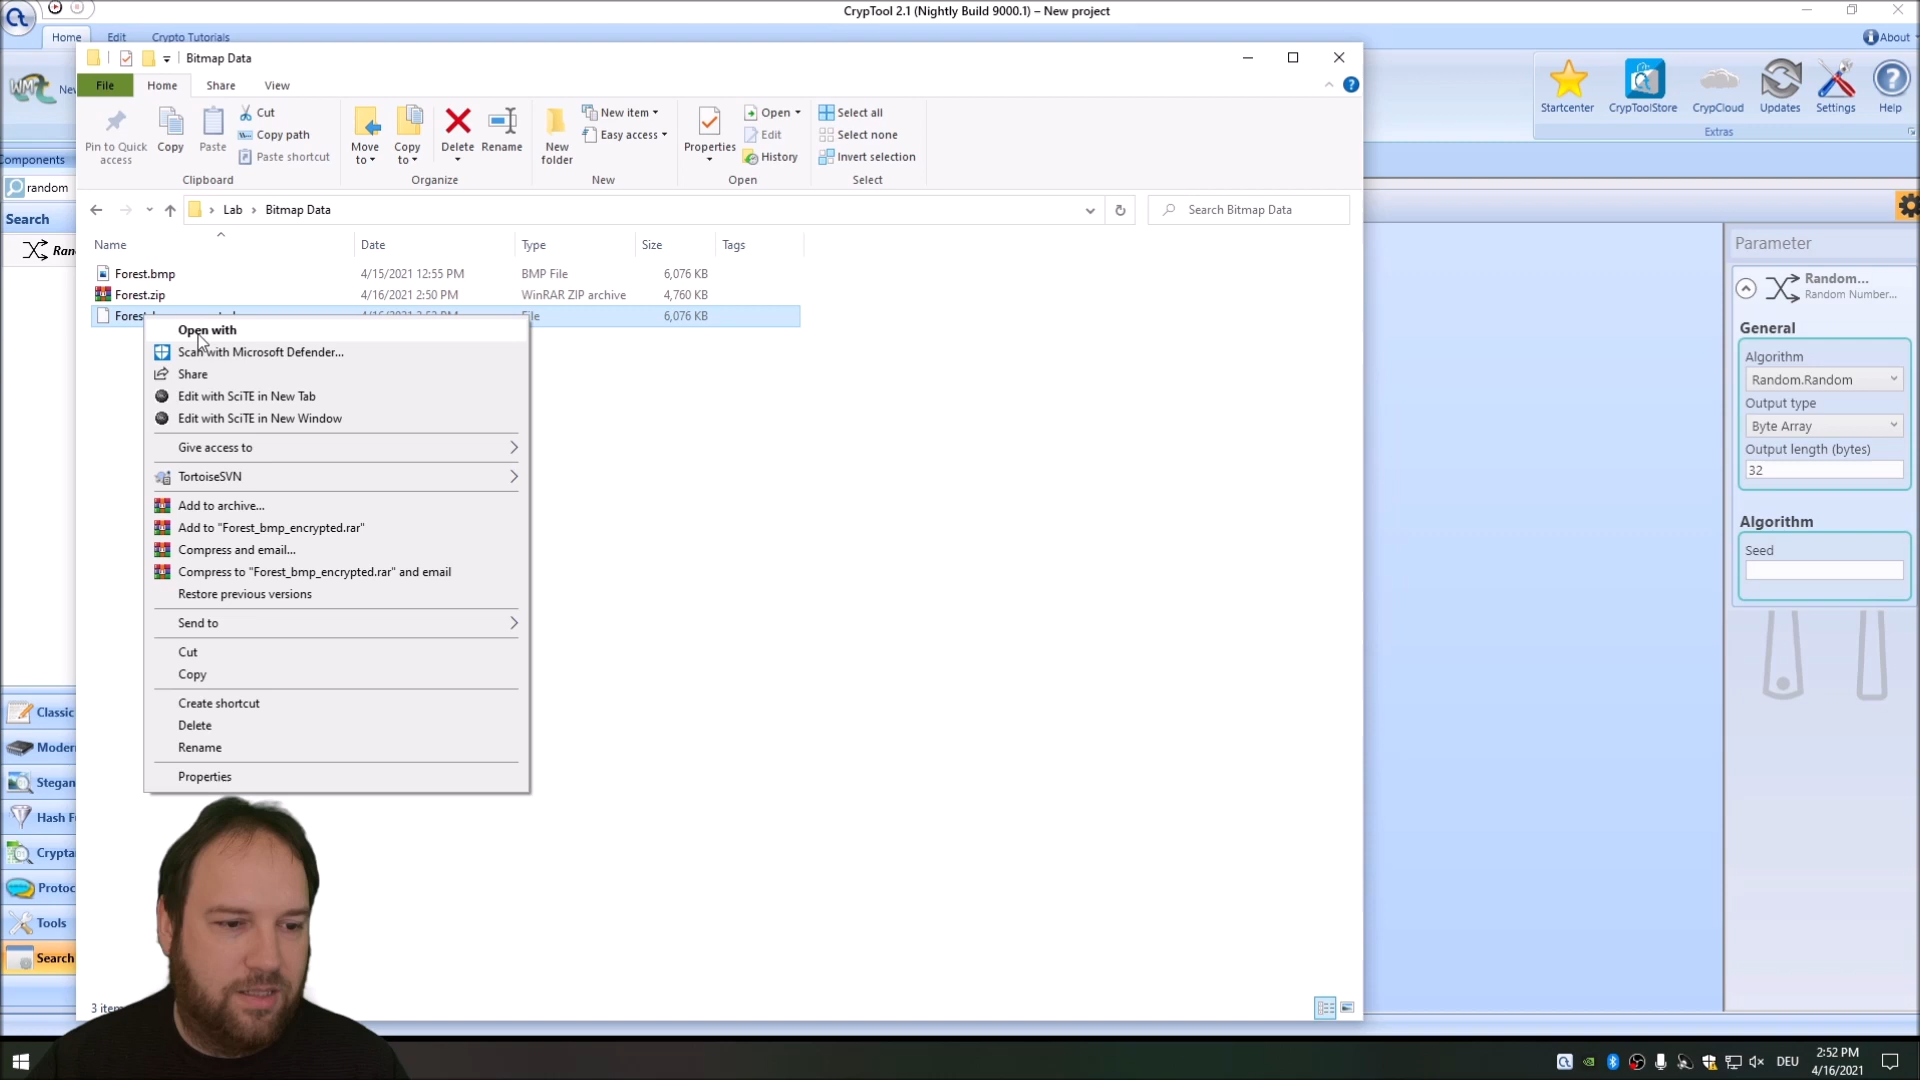 CrypTool 2.1 (Nightly Build 9000.1) – New project
Home Edit Crypto Tutorials
About
Bitmap Data
File Home Share View
Pin to Quick access
Copy
Paste
Cut
Copy path
Paste shortcut
Clipboard
Move to
Copy to
Delete
Rename
Organize
New folder
New item
Easy access
New
Properties
Open
Edit
History
Open
Select all
Select none
Invert selection
Select
Startcenter CrypToolStore CrypCloud Updates Settings Help
Extras
random
Search
Lab Bitmap Data
Search Bitmap Data
Name Date Type Size Tags
Forest.bmp 4/15/2021 12:55 PM BMP File 6,076 KB
Forest.zip 4/16/2021 2:50 PM WinRAR ZIP archive 4,760 KB
6,076 KB
Open with
Scan with Microsoft Defender...
Share
Edit with SciTE in New Tab
Edit with SciTE in New Window
Give access to
TortoiseSVN
Add to archive...
Add to "Forest_bmp_encrypted.rar"
Compress and email...
Compress to "Forest_bmp_encrypted.rar" and email
Restore previous versions
Send to
Cut
Copy
Create shortcut
Delete
Rename
Properties
Parameter
Random...
Random Number...
General
Algorithm
Random.Random
Output type
Byte Array
Output length (bytes)
32
Algorithm
Seed
Classic
Tools
Search
DEU
2:52 PM
4/16/2021